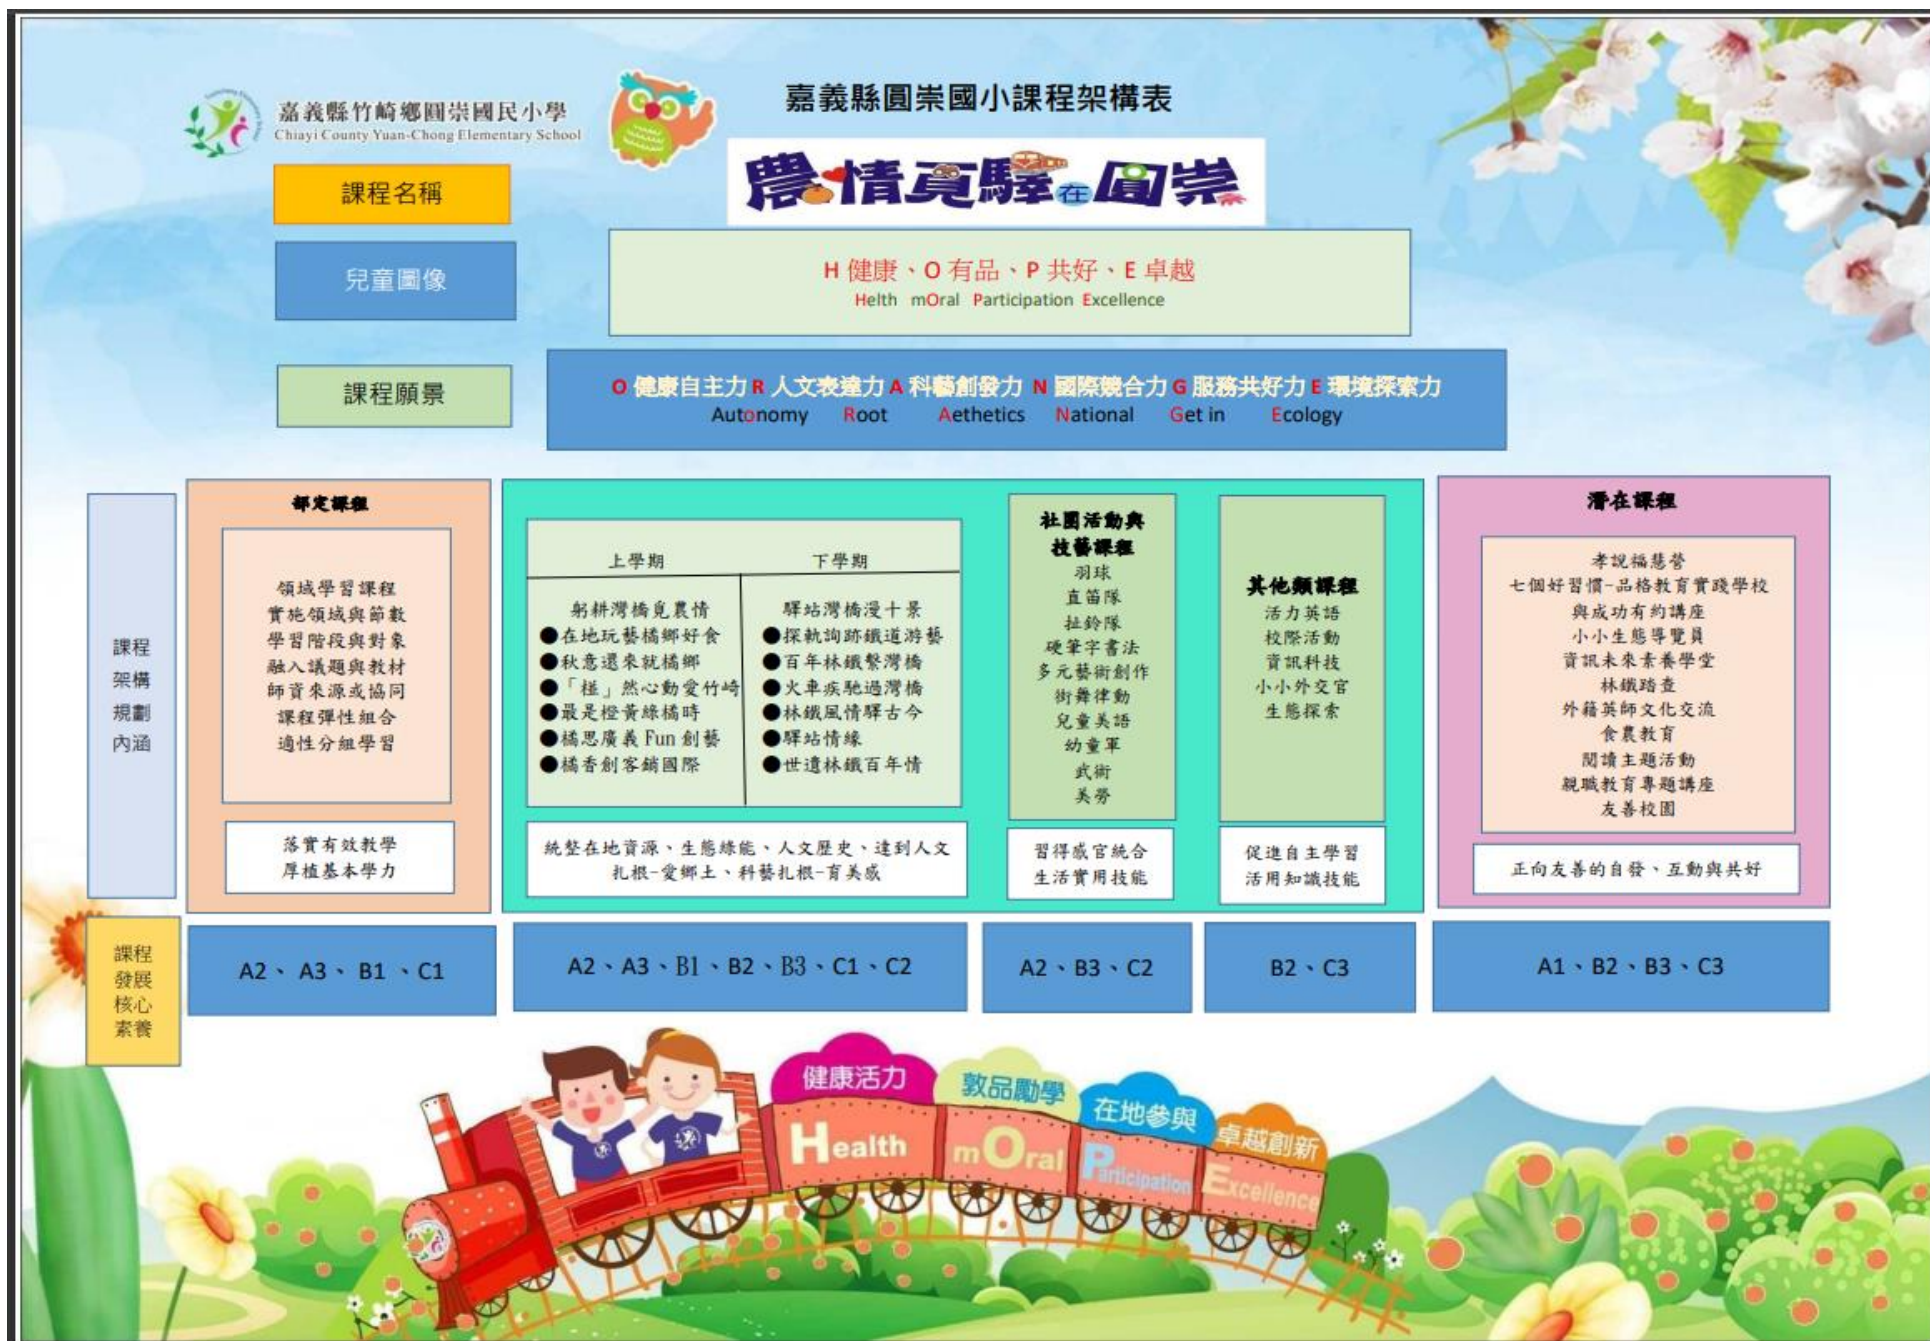 嘉義縣竹崎鄉圓崇國民小學
Chiayi County Yuan-Chong Elementary School
嘉義縣圓崇國小課程架構表
農情覓驛在圓崇
課程名稱
兒童圖像
H 健康、O 有品、P 共好、E 卓越
Helth mOral Participation Excellence
課程願景
O 健康自主力 R 人文表達力 A 科藝創發力 N 國際競合力 G 服務共好力 E 環境探索力
Autonomy Root Aethetics National Get in Ecology
課程
架構
規劃
內涵
部定課程
領域學習課程
實施領域與節數
學習階段與對象
融入議題與教材
師資來源或協同
課程彈性組合
適性分組學習
落實有效教學
厚植基本學力
上學期
躬耕灣橋覓農情
●在地玩藝橘鄉好食
●秋意還來就橘鄉
●「椪」然心動愛竹崎
●最是橙黃綠橘時
●橘思廣義 Fun 創藝
●橘香創客銷國際
下學期
驛站灣橋漫十景
●探軌詢跡鐵道游藝
●百年林鐵繫灣橋
●火車疾馳過灣橋
●林鐵風情驛古今
●驛站情緣
●世遺林鐵百年情
統整在地資源、生態綠能、人文歷史、達到人文
扎根-愛鄉土、科藝扎根-育美感
社團活動與
技藝課程
羽球
直笛隊
扯鈴隊
硬筆字書法
多元藝術創作
街舞律動
兒童美語
幼童軍
武術
美勞
習得感官統合
生活實用技能
其他類課程
活力英語
校際活動
資訊科技
小小外交官
生態探索
促進自主學習
活用知識技能
潛在課程
孝說福慧營
七個好習慣-品格教育實踐學校
與成功有約講座
小小生態導覽員
資訊未來素養學堂
林鐵踏查
外籍英師文化交流
食農教育
閱讀主題活動
親職教育專題講座
友善校園
正向友善的自發、互動與共好
課程
發展
核心
素養
A2、A3、B1、C1
A2、A3、B1、B2、B3、C1、C2
A2、B3、C2
B2、C3
A1、B2、B3、C3
健康活力
敦品勵學
在地參與
卓越創新
Health
mOral
Participation
Excellence